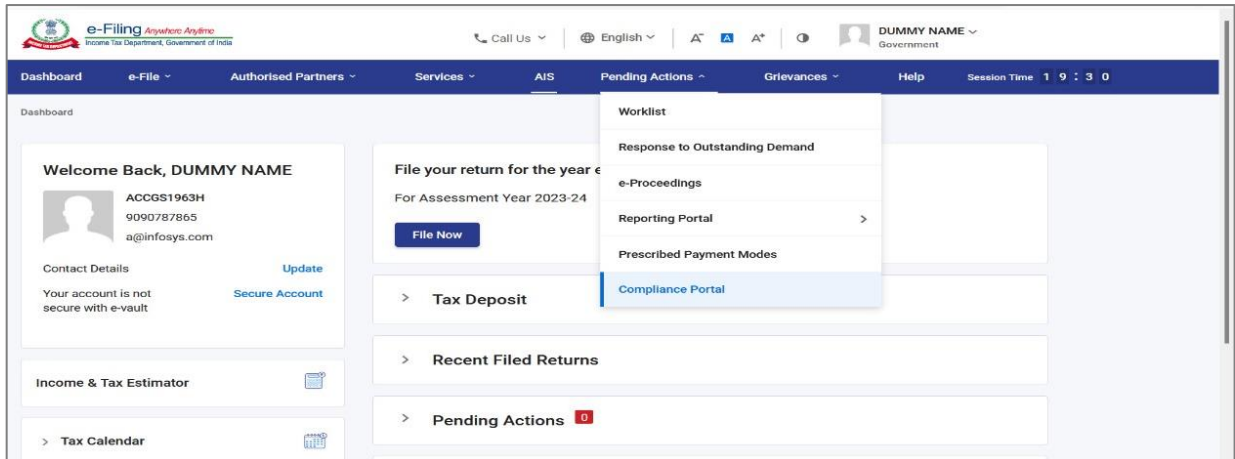 e-Filing Anywhere Anytime
Income Tax Department, Government of India
Call Us
English
A-
A
A+
DUMMY NAME
Government
Dashboard e-File Authorised Partners Services AIS Pending Actions Grievances Help Session Time 1 9 : 3 0
Dashboard
Worklist
Response to Outstanding Demand
e-Proceedings
Reporting Portal
Prescribed Payment Modes
Compliance Portal
Welcome Back, DUMMY NAME
ACCGS1963H
9090787865
a@infosys.com
Contact Details Update
Your account is not Secure Account
secure with e-vault
Income & Tax Estimator
Tax Calendar
File your return for the year e
For Assessment Year 2023-24
File Now
Tax Deposit
Recent Filed Returns
Pending Actions 0